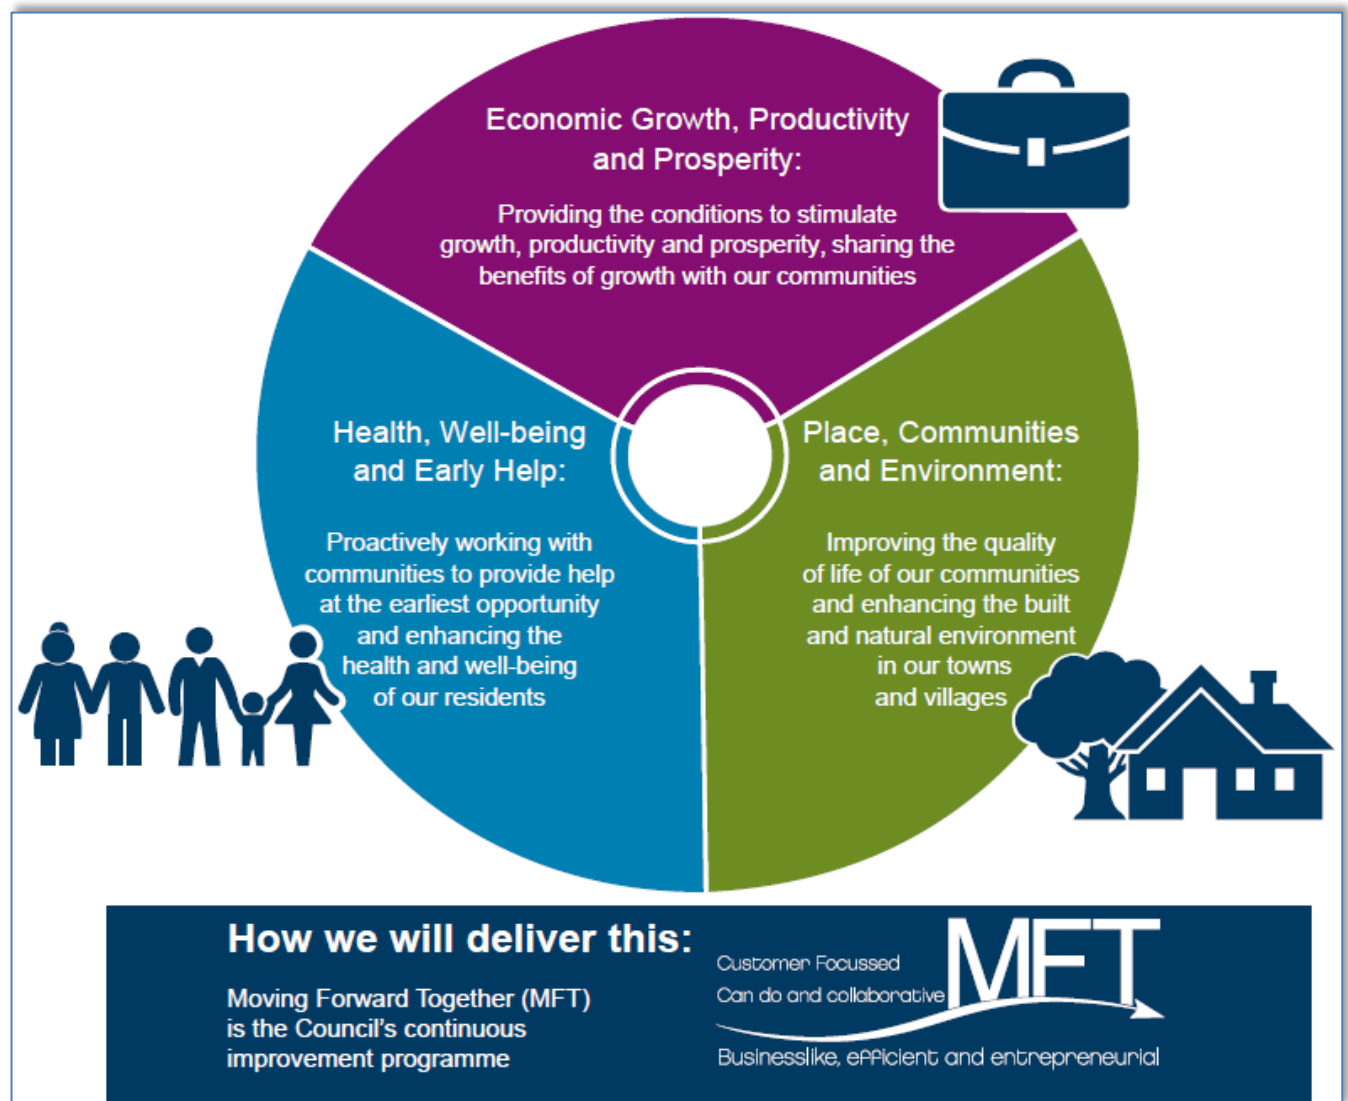 Economic Growth, Productivity
and Prosperity:
Providing the conditions to stimulate
growth, productivity and prosperity, sharing the
benefits of growth with our communities
Health, Well-being
and Early Help:
Proactively working with
communities to provide help
at the earliest opportunity
and enhancing the
health and well-being
of our residents
Place, Communities
and Environment:
Improving the quality
of life of our communities
and enhancing the built
and natural environment
in our towns
and villages
How we will deliver this:
Moving Forward Together (MFT)
is the Council's continuous
improvement programme
MFT
Customer Focussed
Can do and collaborative
Businesslike, efficient and entrepreneurial